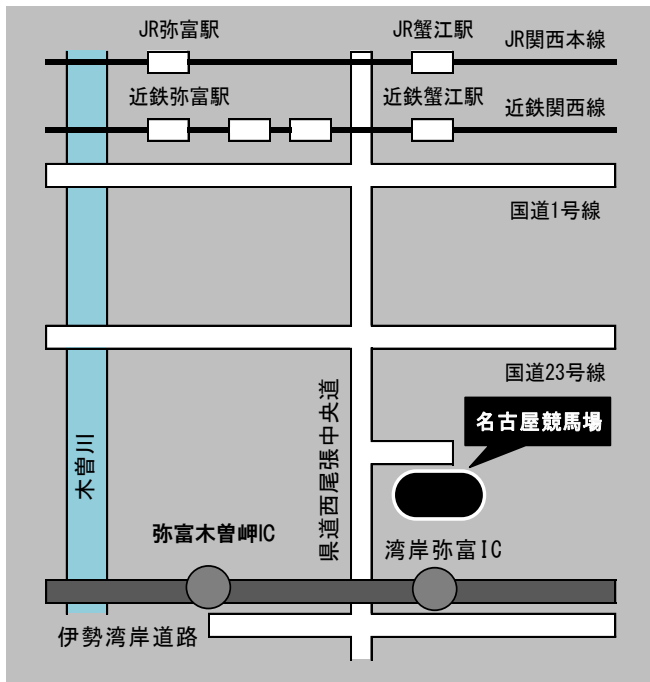 JR弥富駅
JR蟹江駅
JR関西本線
近鉄弥富駅
近鉄蟹江駅
近鉄関西線
国道1号線
国道23号線
名古屋競馬場
木曽川
県道西尾張中央道
弥富木曽岬IC
湾岸弥富IC
伊勢湾岸道路